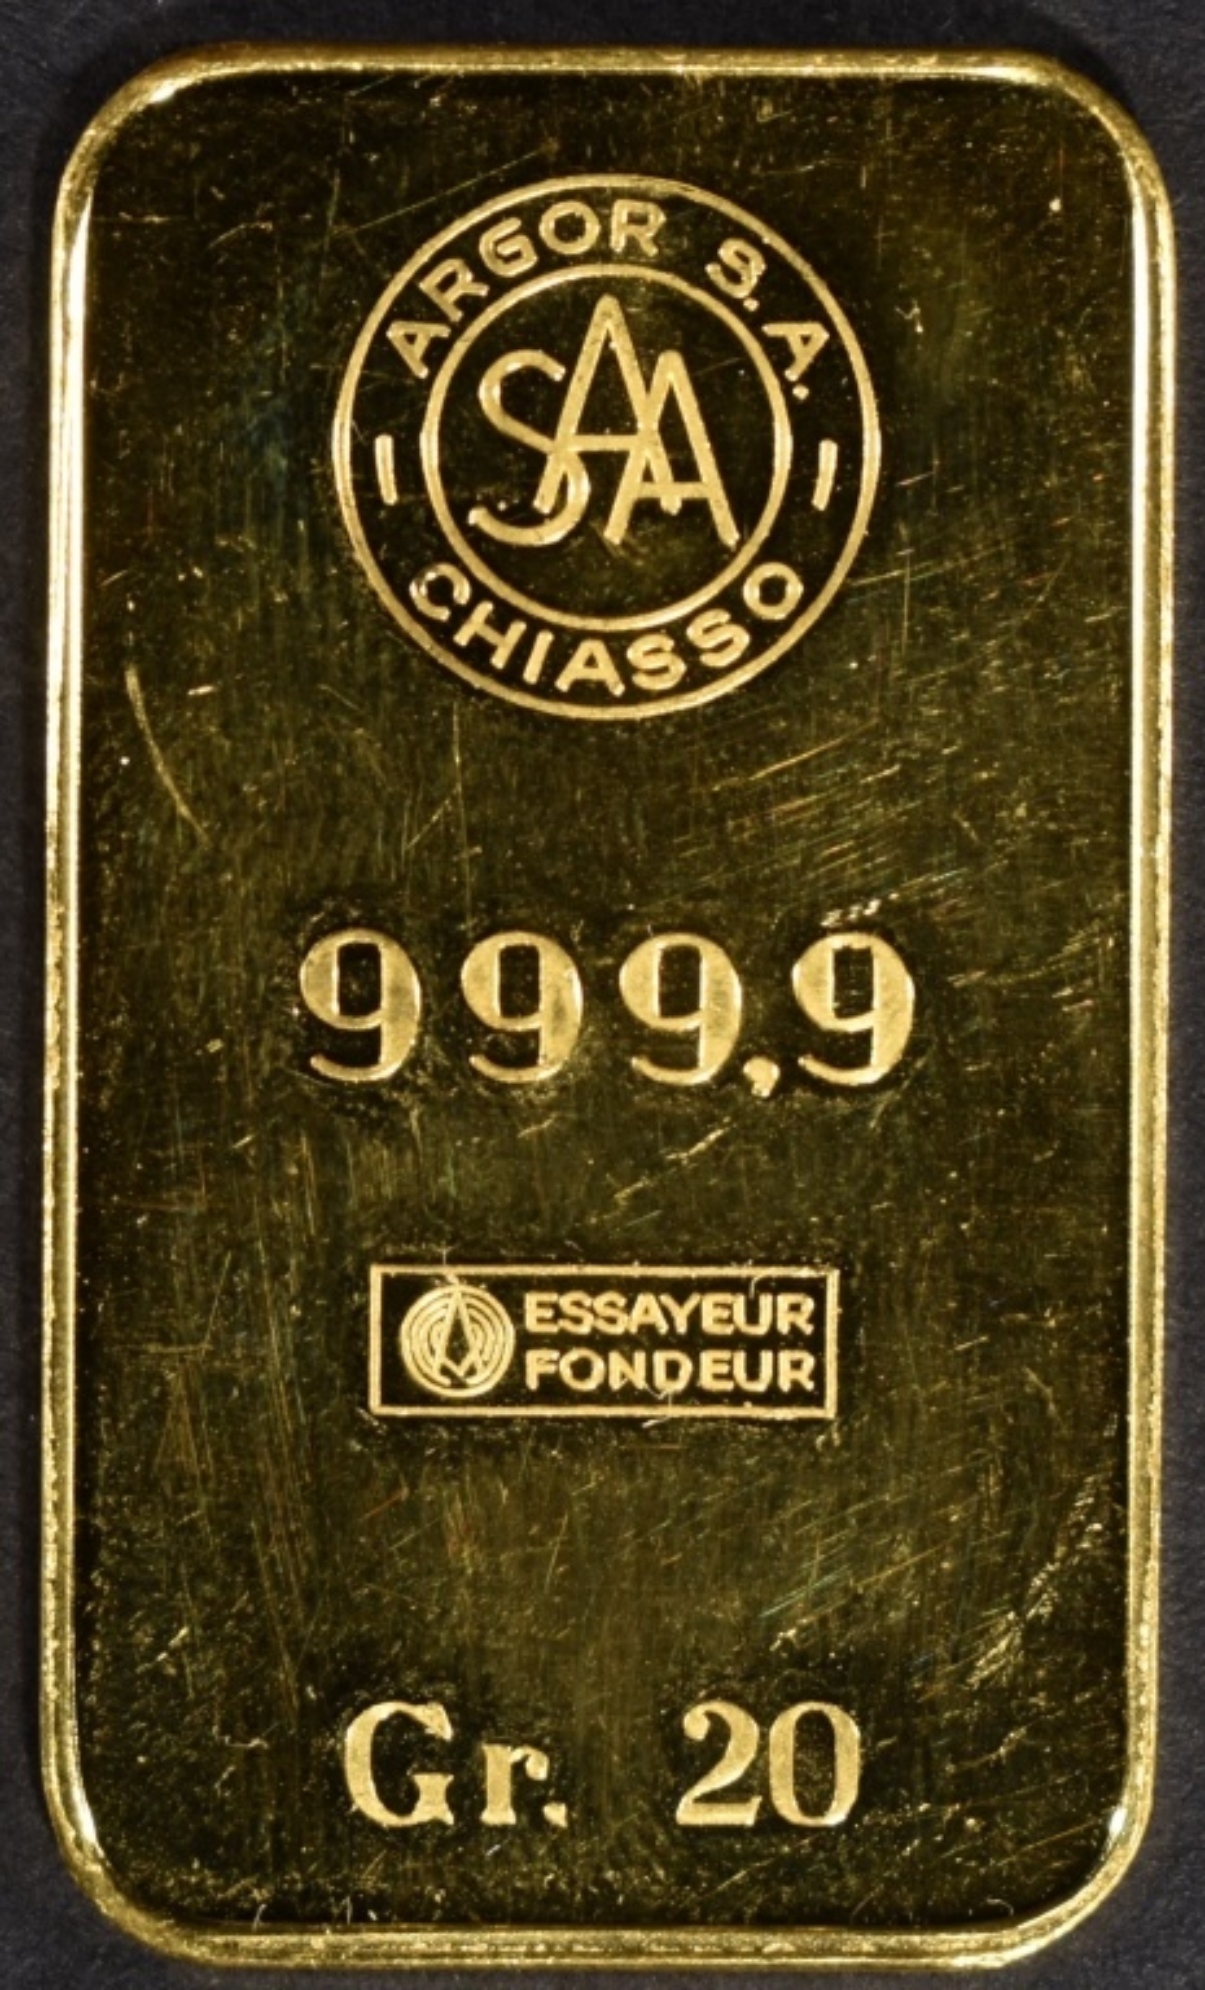 ARGOR S.A.
SAA
CHIASSO
999,9
ESSAYEUR
FONDEUR
Gr. 20